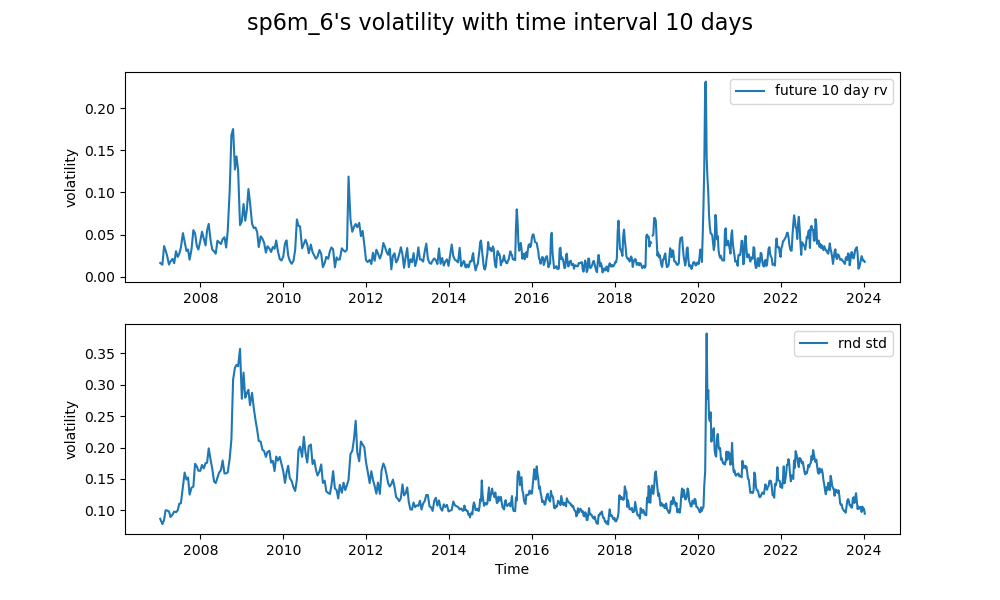 sp6m_6's volatility with time interval 10 days
future 10 day rv
volatility
0.20
0.15
0.10
0.05
0.00
2008 2010 2012 2014 2016 2018 2020 2022 2024
rnd std
volatility
0.35
0.30
0.25
0.20
0.15
0.10
2008 2010 2012 2014 2016 2018 2020 2022 2024
Time